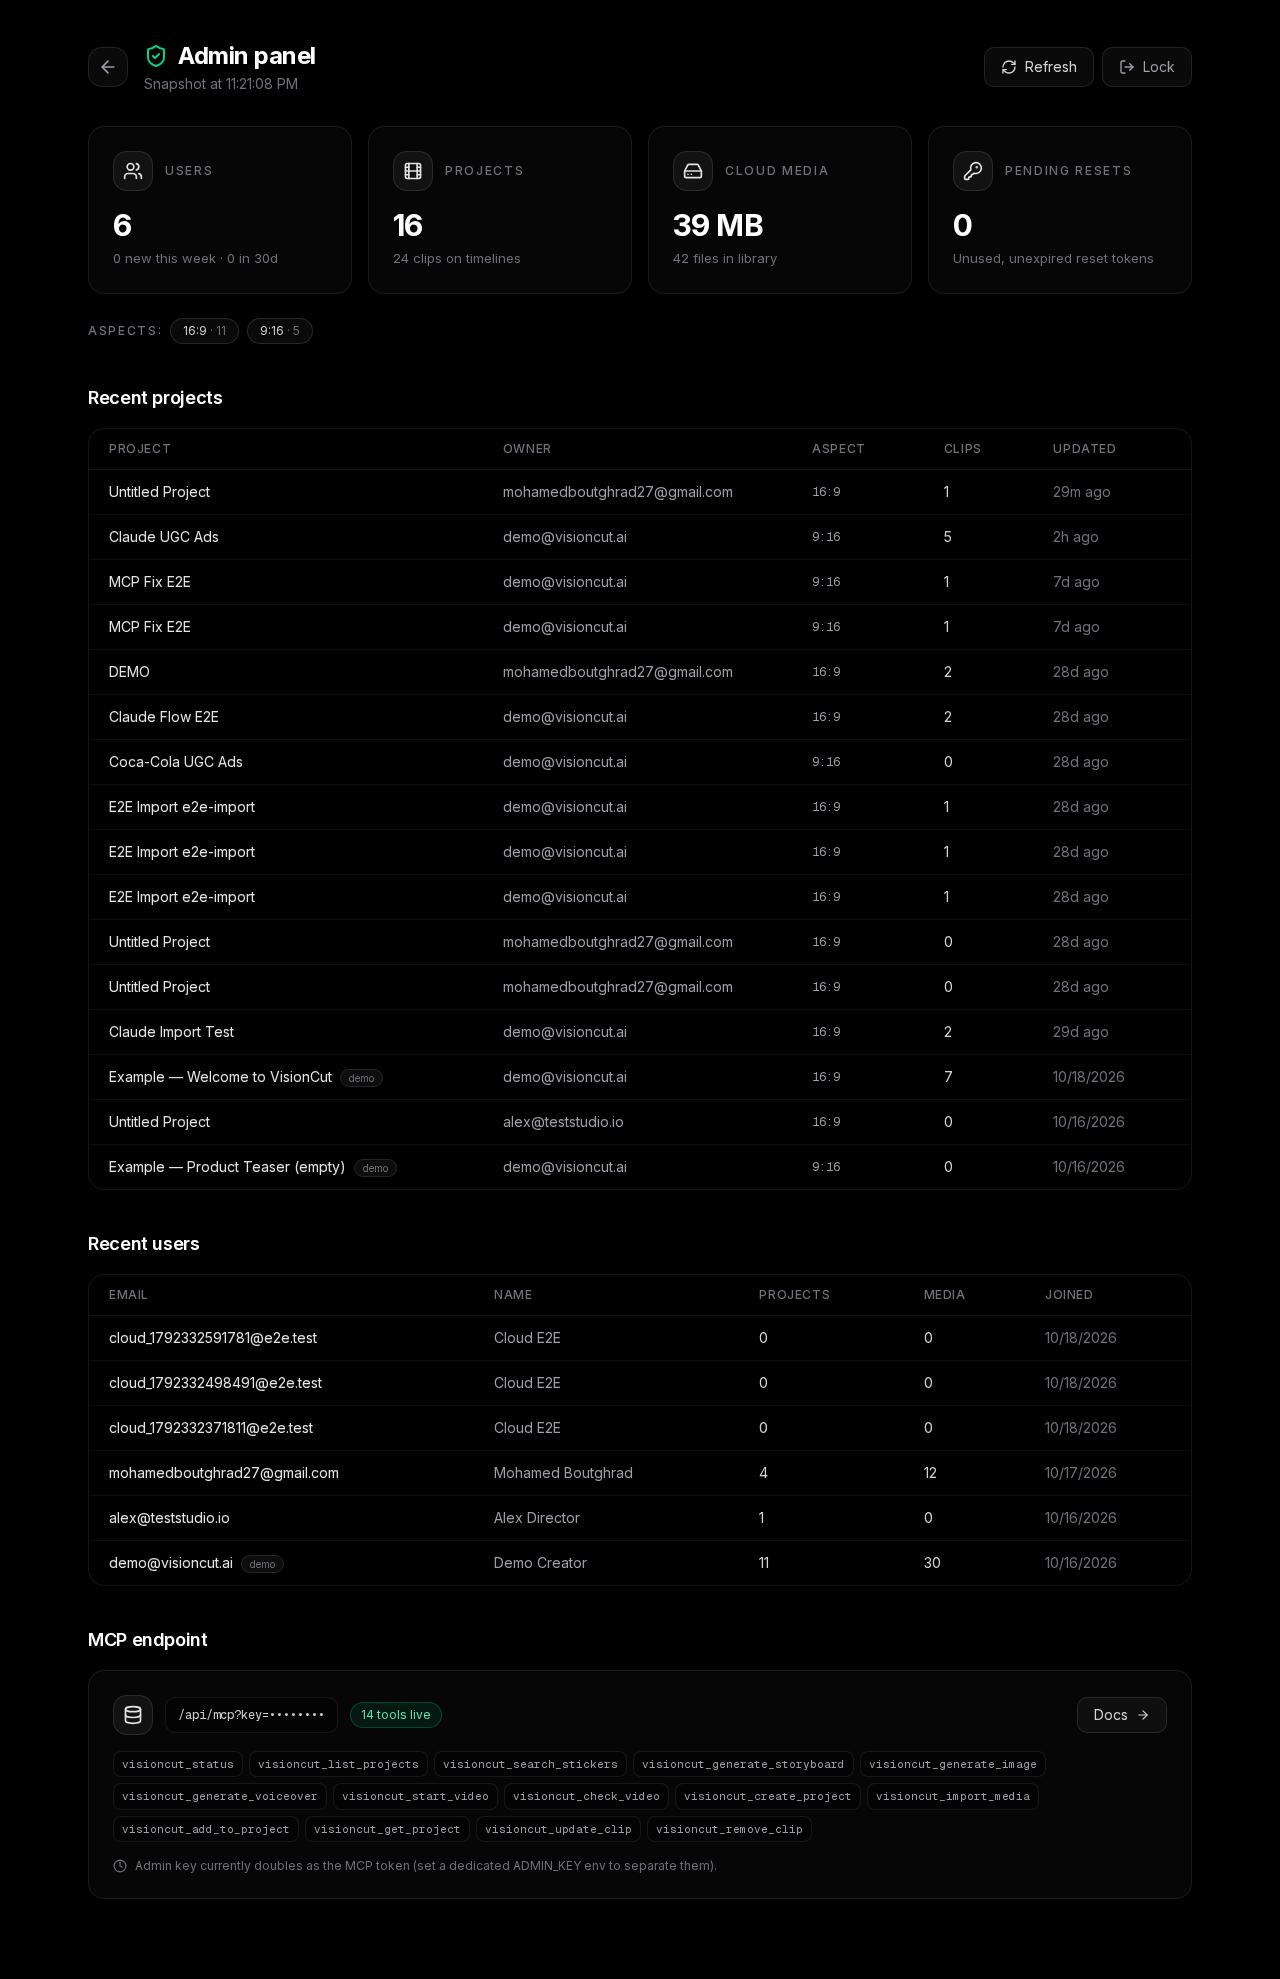 Admin panel
Snapshot at 11:21:08 PM
Refresh
Lock
USERS
6
0 new this week · 0 in 30d
PROJECTS
16
24 clips on timelines
CLOUD MEDIA
39 MB
42 files in library
PENDING RESETS
0
Unused, unexpired reset tokens
ASPECTS: 16:9 · 11 9:16 · 5
Recent projects
PROJECT OWNER ASPECT CLIPS UPDATED
Untitled Project mohamedboutghrad27@gmail.com 16:9 1 29m ago
Claude UGC Ads demo@visioncut.ai 9:16 5 2h ago
MCP Fix E2E demo@visioncut.ai 9:16 1 7d ago
MCP Fix E2E demo@visioncut.ai 9:16 1 7d ago
DEMO mohamedboutghrad27@gmail.com 16:9 2 28d ago
Claude Flow E2E demo@visioncut.ai 16:9 2 28d ago
Coca-Cola UGC Ads demo@visioncut.ai 9:16 0 28d ago
E2E Import e2e-import demo@visioncut.ai 16:9 1 28d ago
E2E Import e2e-import demo@visioncut.ai 16:9 1 28d ago
E2E Import e2e-import demo@visioncut.ai 16:9 1 28d ago
Untitled Project mohamedboutghrad27@gmail.com 16:9 0 28d ago
Untitled Project mohamedboutghrad27@gmail.com 16:9 0 28d ago
Claude Import Test demo@visioncut.ai 16:9 2 29d ago
Example — Welcome to VisionCut demo demo@visioncut.ai 16:9 7 10/18/2026
Untitled Project alex@teststudio.io 16:9 0 10/16/2026
Example — Product Teaser (empty) demo demo@visioncut.ai 9:16 0 10/16/2026
Recent users
EMAIL NAME PROJECTS MEDIA JOINED
cloud_1792332591781@e2e.test Cloud E2E 0 0 10/18/2026
cloud_1792332498491@e2e.test Cloud E2E 0 0 10/18/2026
cloud_1792332371811@e2e.test Cloud E2E 0 0 10/18/2026
mohamedboutghrad27@gmail.com Mohamed Boutghrad 4 12 10/17/2026
alex@teststudio.io Alex Director 1 0 10/16/2026
demo@visioncut.ai demo Demo Creator 11 30 10/16/2026
MCP endpoint
/api/mcp?key=•••••••• 14 tools live Docs
visioncut_status visioncut_list_projects visioncut_search_stickers visioncut_generate_storyboard visioncut_generate_image
visioncut_generate_voiceover visioncut_start_video visioncut_check_video visioncut_create_project visioncut_import_media
visioncut_add_to_project visioncut_get_project visioncut_update_clip visioncut_remove_clip
Admin key currently doubles as the MCP token (set a dedicated ADMIN_KEY env to separate them).